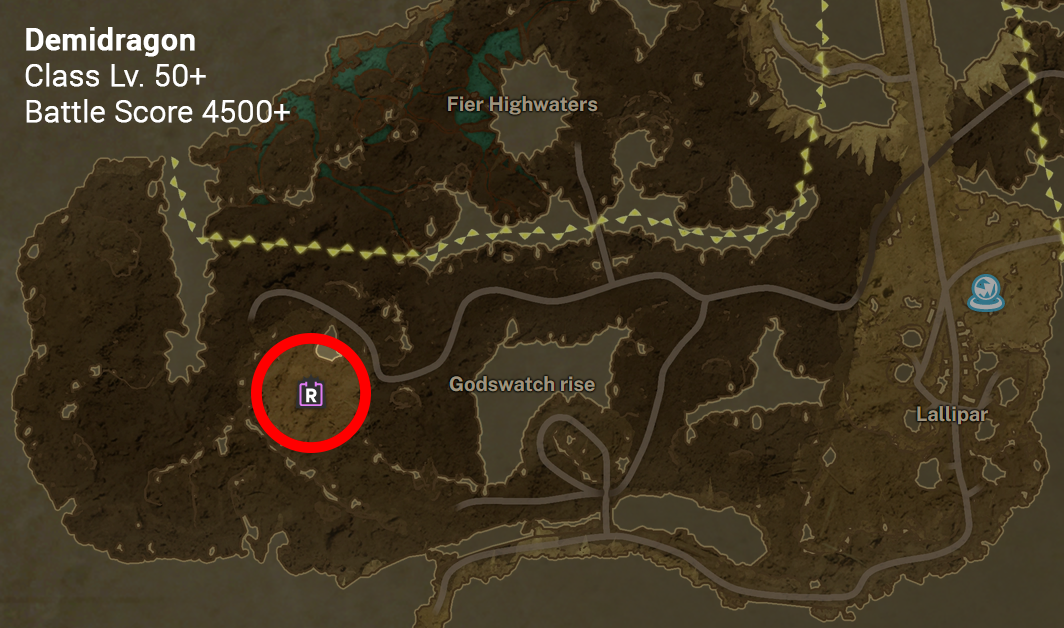 Demidragon
Class Lv. 50+
Battle Score 4500+
Fier Highwaters
Godswatch rise
R
Lallipar